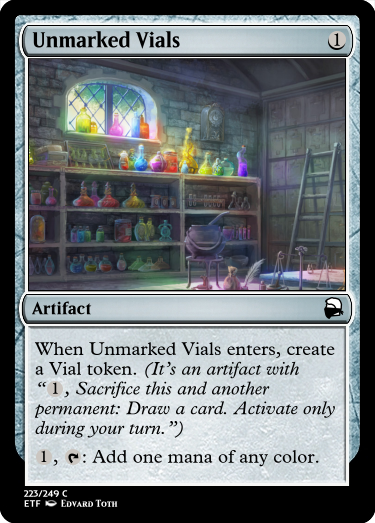 Unmarked Vials 1
Artifact
When Unmarked Vials enters, create
a Vial token. (It's an artifact with
“1, Sacrifice this and another
permanent: Draw a card. Activate only
during your turn.”)
1, : Add one mana of any color.
223/249 C
ETF Edvard Toth